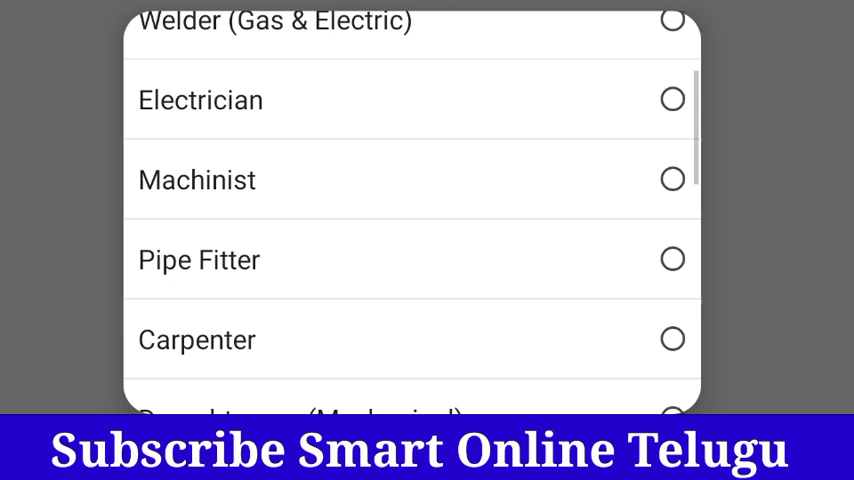 Welder (Gas & Electric)
Electrician
Machinist
Pipe Fitter
Carpenter
Subscribe Smart Online Telugu